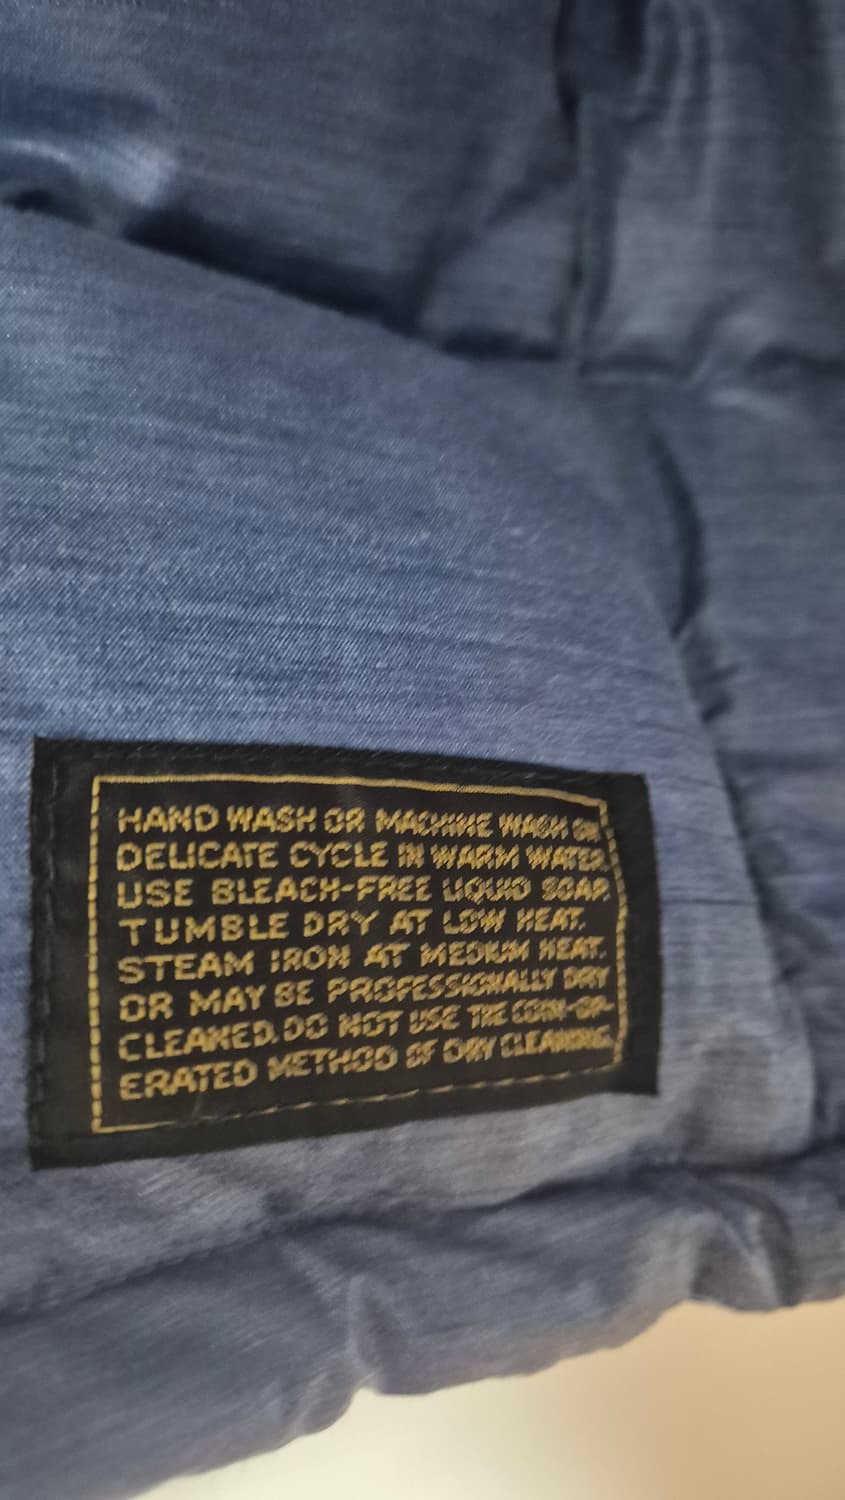 HAND WASH OR MACHINE WASH ON
DELICATE CYCLE IN WARM WATER.
USE BLEACH-FREE LIQUID SOAP.
TUMBLE DRY AT LOW HEAT.
STEAM IRON AT MEDIUM HEAT.
OR MAY BE PROFESSIONALLY DRY
CLEANED. DO NOT USE THE COIN-OP-
ERATED METHOD OF DRY CLEANING.